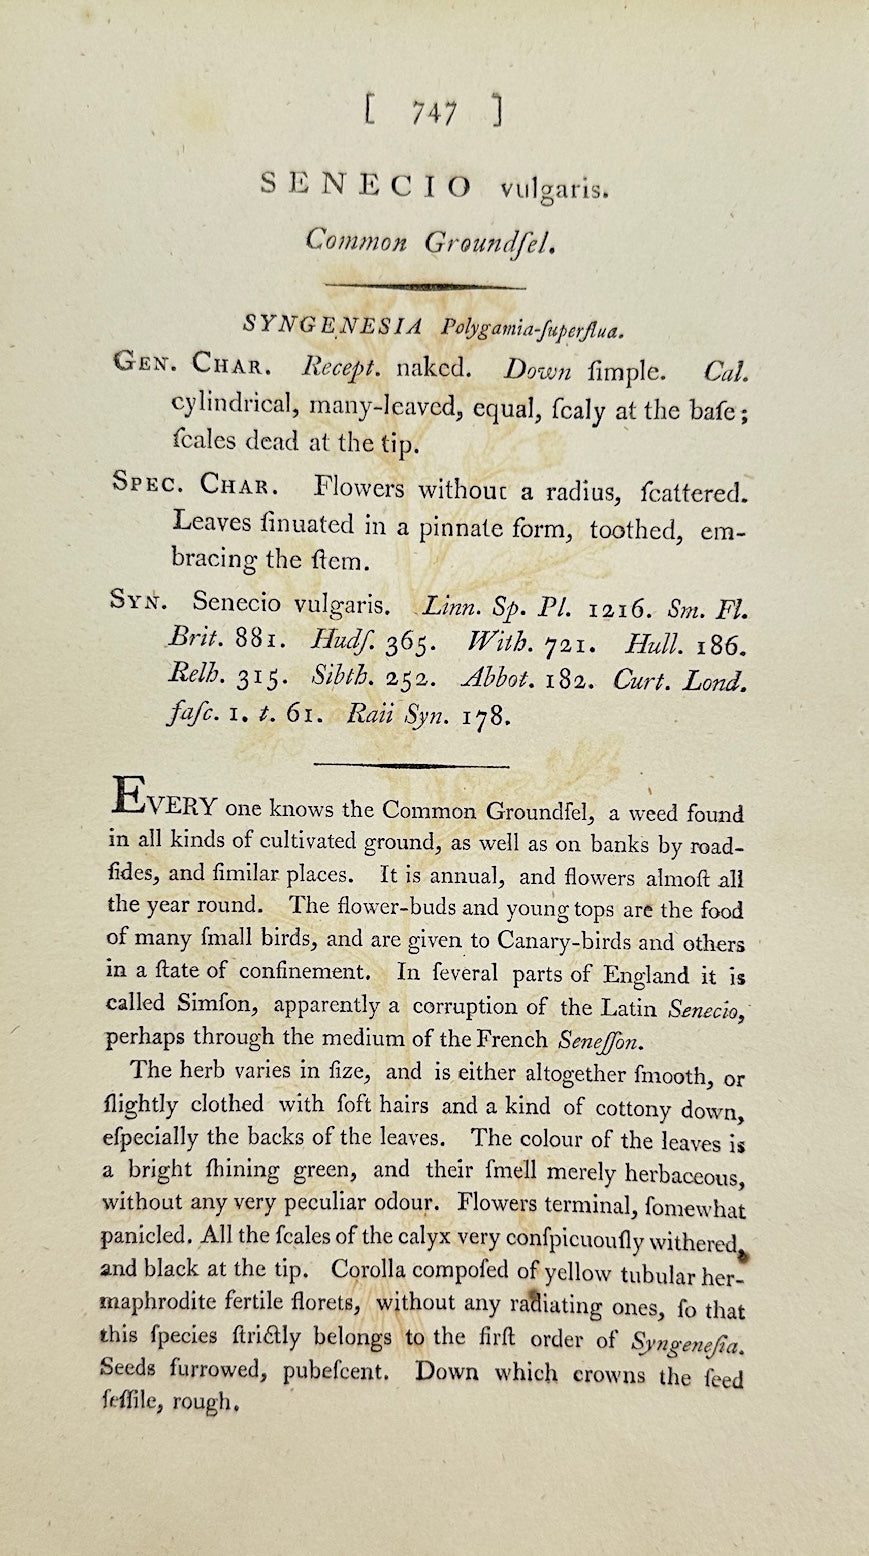 [ 747 ]
SENECIO vulgaris.
Common Groundſel.
SYNGENESIA Polygamia-ſuperflua.
GEN. CHAR. Recept. naked. Down ſimple. Cal.
cylindrical, many-leaved, equal, ſcaly at the baſe;
ſcales dead at the tip.
SPEC. CHAR. Flowers without a radius, ſcattered.
Leaves ſinuated in a pinnate form, toothed, em-
bracing the ſtem.
SYN. Senecio vulgaris. Linn. Sp. Pl. 1216. Sm. Fl.
Brit. 881. Hudſ. 365. With. 721. Hull. 186.
Relh. 315. Sibth. 252. Abbot. 182. Curt. Lond.
faſc. 1. t. 61. Raii Syn. 178.
EVERY one knows the Common Groundſel, a weed found
in all kinds of cultivated ground, as well as on banks by road-
ſides, and ſimilar places. It is annual, and flowers almoſt all
the year round. The flower-buds and young tops are the food
of many ſmall birds, and are given to Canary-birds and others
in a ſtate of confinement. In ſeveral parts of England it is
called Simſon, apparently a corruption of the Latin Senecio,
perhaps through the medium of the French Seneſſon.
The herb varies in ſize, and is either altogether ſmooth, or
ſlightly clothed with ſoft hairs and a kind of cottony down,
eſpecially the backs of the leaves. The colour of the leaves is
a bright ſhining green, and their ſmell merely herbaceous,
without any very peculiar odour. Flowers terminal, ſomewhat
panicled. All the ſcales of the calyx very conſpicuouſly withered,
and black at the tip. Corolla compoſed of yellow tubular her-
maphrodite fertile florets, without any radiating ones, ſo that
this ſpecies ſtrictly belongs to the firſt order of Syngeneſia.
Seeds furrowed, pubeſcent. Down which crowns the ſeed
ſeſſile, rough.